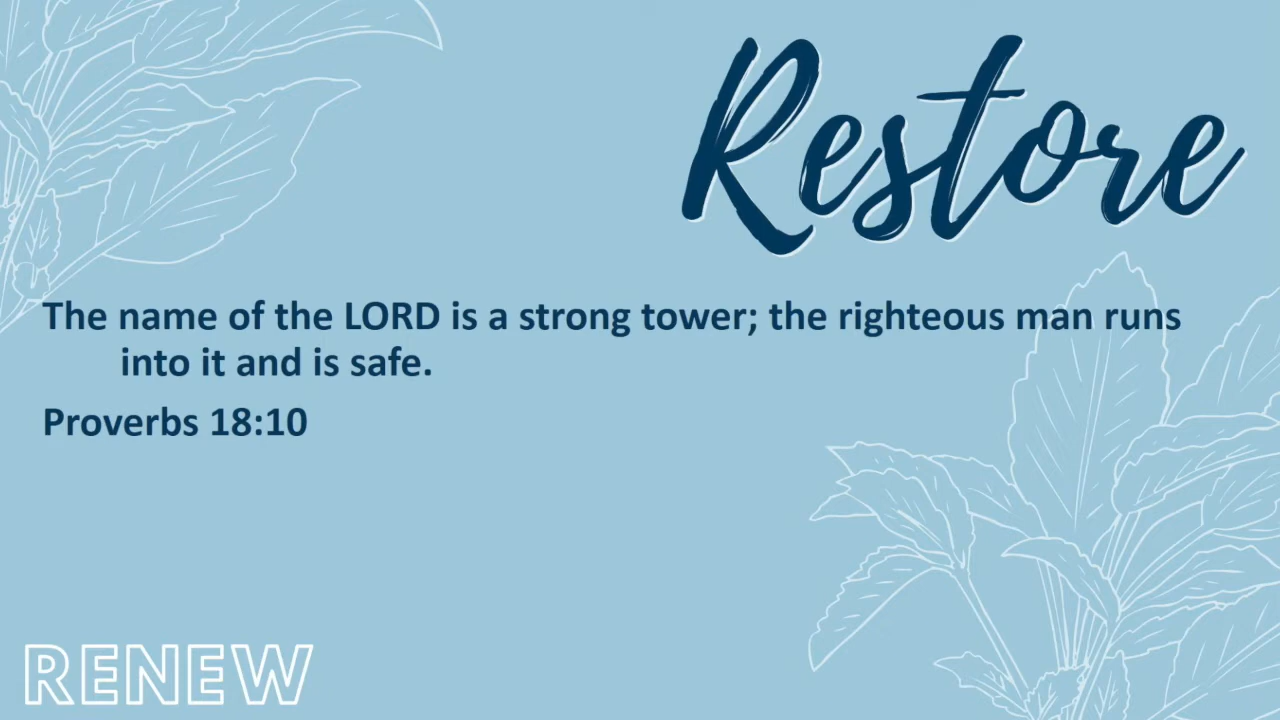 Restore
The name of the LORD is a strong tower; the righteous man runs
into it and is safe.
Proverbs 18:10
RENEW